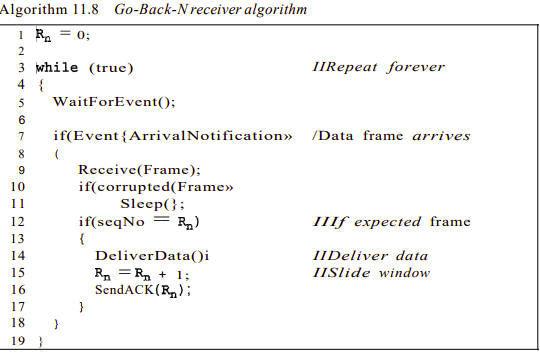 Algorithm 11.8 Go-Back-N receiver algorithm
1 Rn = 0;
2
3 while (true) IIRepeat forever
4 {
5 WaitForEvent();
6
7 if(Event{ArrivalNotification» /Data frame arrives
8 (
9 Receive(Frame);
10 if(corrupted(Frame»
11 Sleep(};
12 if(seqNo = Rn) IIIf expected frame
13 {
14 DeliverData()i IIDeliver data
15 Rn = Rn + 1; IISlide window
16 SendACK(Rn);
17 }
18 }
19 }